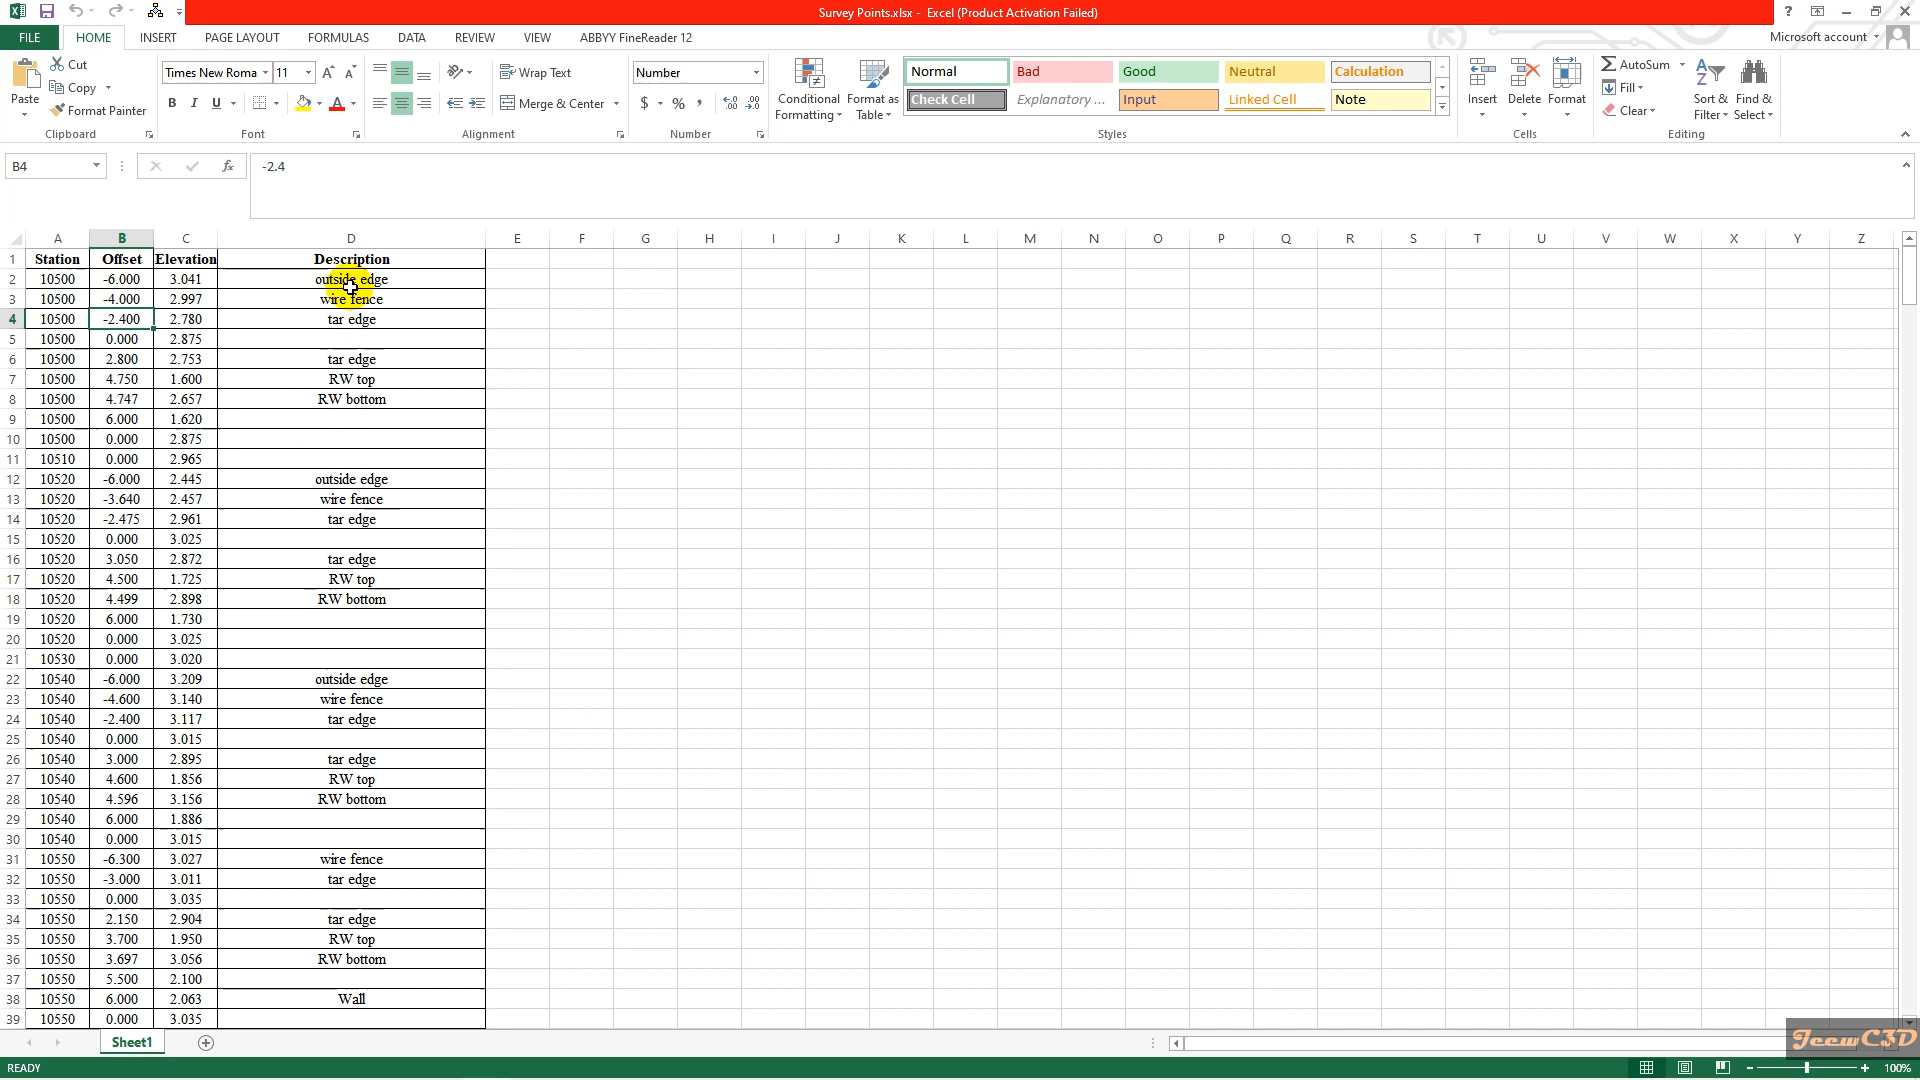 Survey Points.xlsx - Excel (Product Activation Failed)
FILE HOME INSERT PAGE LAYOUT FORMULAS DATA REVIEW VIEW ABBYY FineReader 12 Microsoft account
Paste Cut Copy Format Painter Clipboard
Times New Roma 11 B I U A Font
Wrap Text Merge & Center Alignment
Number $ % , Number
Conditional Formatting Format as Table
Normal Bad Good Neutral Calculation
Check Cell Explanatory ... Input Linked Cell Note
Styles
Insert Delete Format Cells
AutoSum Fill Clear Sort & Filter Find & Select Editing
B4 fx -2.4
A B C D E F G H I J K L M N O P Q R S T U V W X Y Z
1 Station Offset Elevation Description
2 10500 -6.000 3.041 outside edge
3 10500 -4.000 2.997 wire fence
4 10500 -2.400 2.780 tar edge
5 10500 0.000 2.875
6 10500 2.800 2.753 tar edge
7 10500 4.750 1.600 RW top
8 10500 4.747 2.657 RW bottom
9 10500 6.000 1.620
10 10500 0.000 2.875
11 10510 0.000 2.965
12 10520 -6.000 2.445 outside edge
13 10520 -3.640 2.457 wire fence
14 10520 -2.475 2.961 tar edge
15 10520 0.000 3.025
16 10520 3.050 2.872 tar edge
17 10520 4.500 1.725 RW top
18 10520 4.499 2.898 RW bottom
19 10520 6.000 1.730
20 10520 0.000 3.025
21 10530 0.000 3.020
22 10540 -6.000 3.209 outside edge
23 10540 -4.600 3.140 wire fence
24 10540 -2.400 3.117 tar edge
25 10540 0.000 3.015
26 10540 3.000 2.895 tar edge
27 10540 4.600 1.856 RW top
28 10540 4.596 3.156 RW bottom
29 10540 6.000 1.886
30 10540 0.000 3.015
31 10550 -6.300 3.027 wire fence
32 10550 -3.000 3.011 tar edge
33 10550 0.000 3.035
34 10550 2.150 2.904 tar edge
35 10550 3.700 1.950 RW top
36 10550 3.697 3.056 RW bottom
37 10550 5.500 2.100
38 10550 6.000 2.063 Wall
39 10550 0.000 3.035
Sheet1
JeewC3D
READY 100%